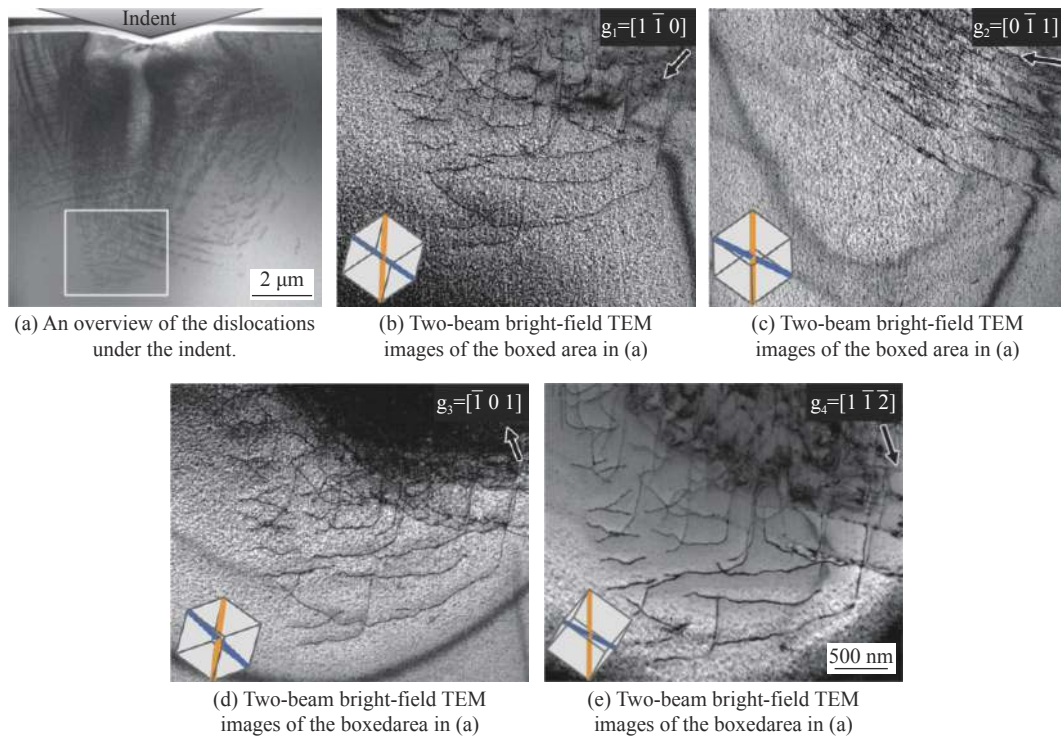 Indent
2 μm
(a) An overview of the dislocations
under the indent.
g₁=[1 1̅ 0]
(b) Two-beam bright-field TEM
images of the boxed area in (a)
g₂=[0 1̅ 1]
(c) Two-beam bright-field TEM
images of the boxed area in (a)
g₃=[1̅ 0 1]
(d) Two-beam bright-field TEM
images of the boxedarea in (a)
g₄=[1 1̅ 2̅]
500 nm
(e) Two-beam bright-field TEM
images of the boxed area in (a)